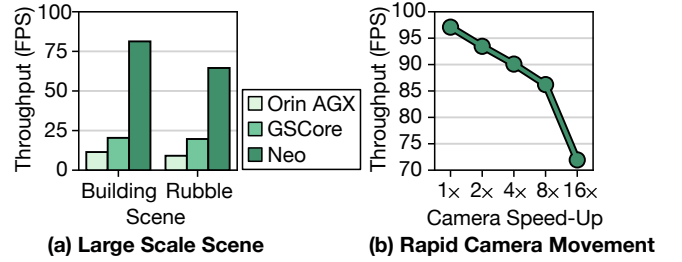 Throughput (FPS)
100
75
50
25
0
Building Rubble
Scene
Orin AGX
GSCore
Neo
(a) Large Scale Scene
Throughput (FPS)
100
95
90
85
80
75
70
1× 2× 4× 8× 16×
Camera Speed-Up
(b) Rapid Camera Movement